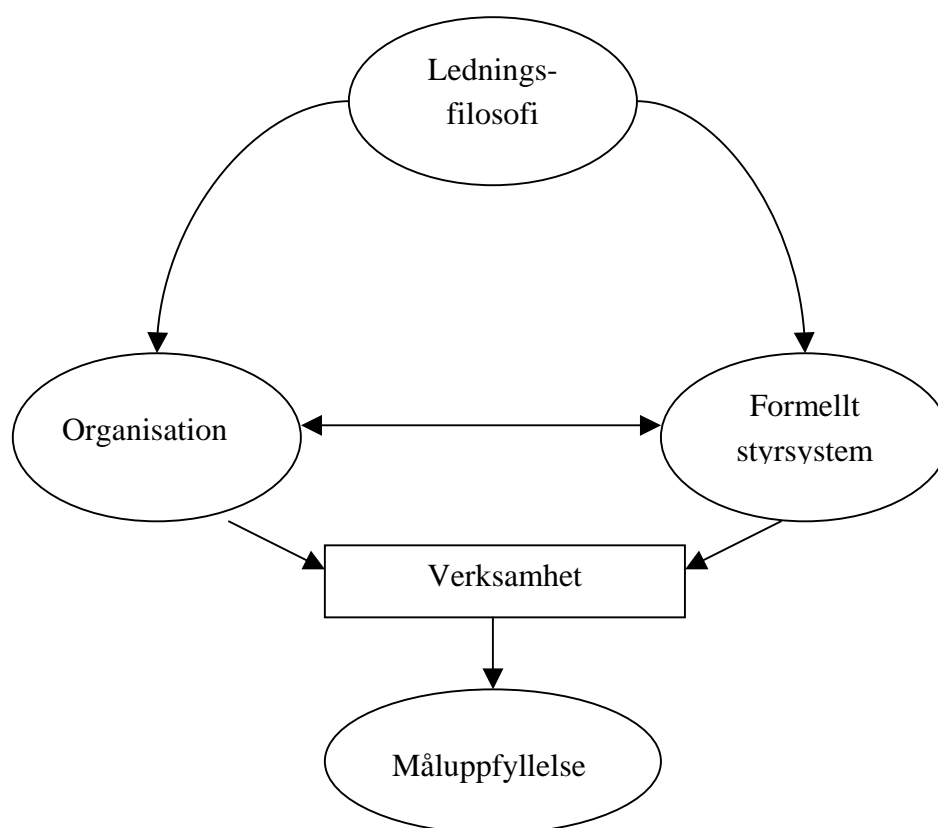 Lednings-
filosofi
Organisation
Formellt
styrsystem
Verksamhet
Måluppfyllelse